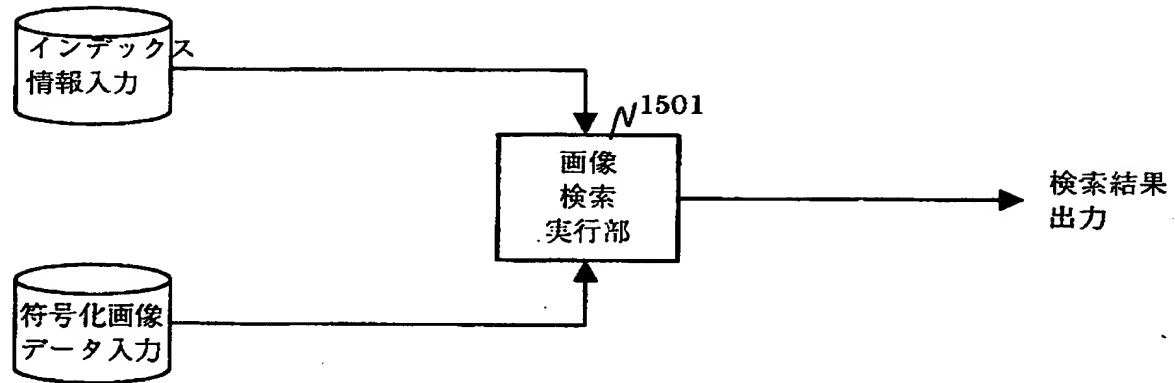 インデックス
情報入力
1501
画像
検索
実行部
検索結果
出力
符号化画像
データ入力